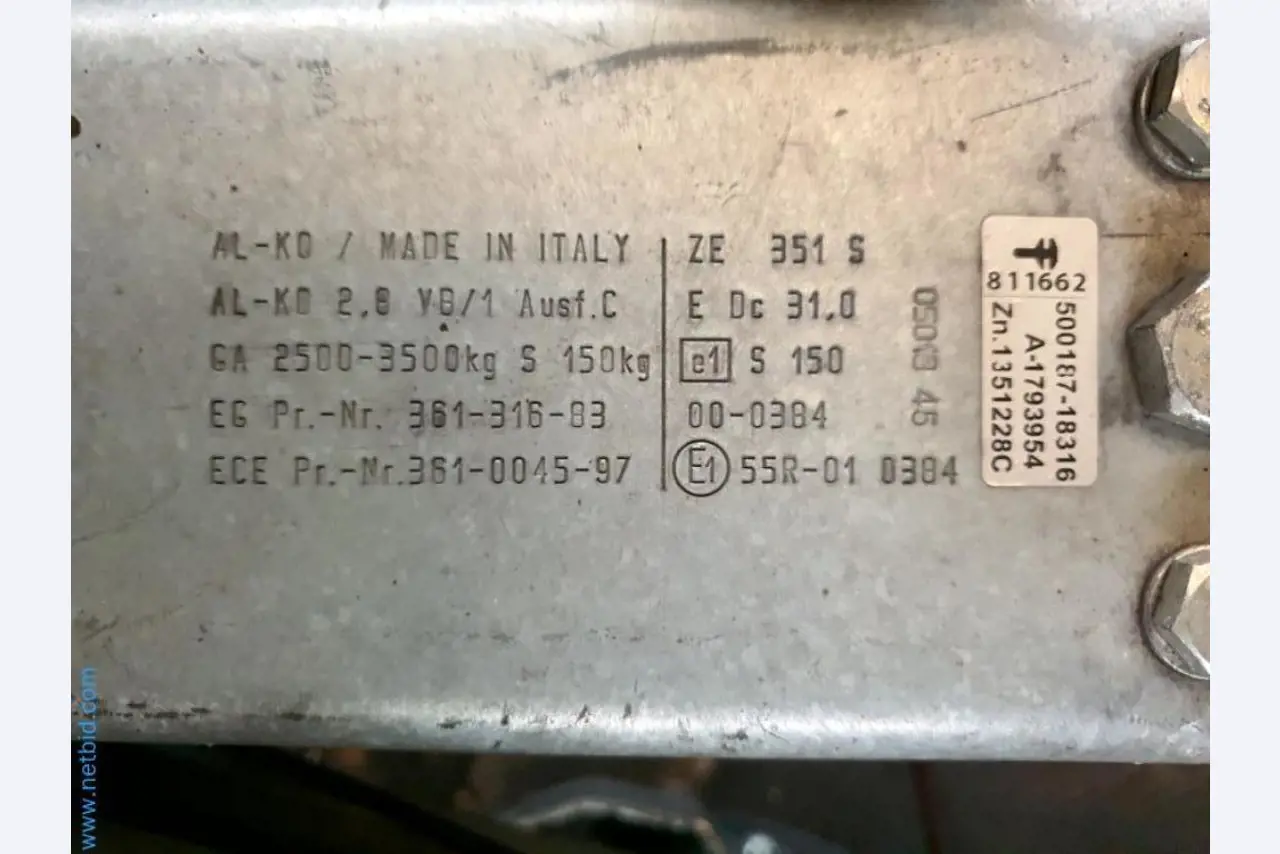 AL-KO / MADE IN ITALY
AL-KO 2,8 VB/1 Ausf.C
GA 2500-3500kg S 150kg
EG Pr.-Nr. 361-316-83
ECE Pr.-Nr.361-0045-97
ZE 351 S
E Dc 31,0
e1 S 150
00-0384
E1 55R-01 0384
05013 45
811662
500187-18316
A-1793954
Zn.1351228C
www.netbid.com